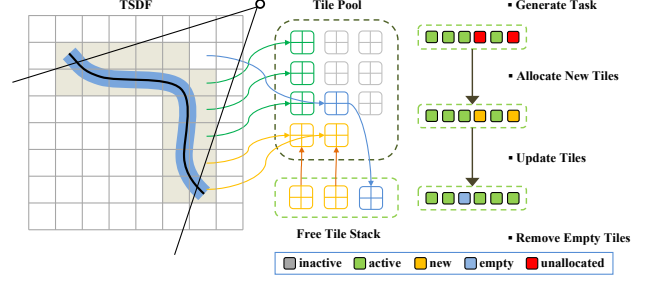 TSDF
Tile Pool
▪ Generate Task
▪ Allocate New Tiles
▪ Update Tiles
Free Tile Stack
▪ Remove Empty Tiles
inactive active new empty unallocated